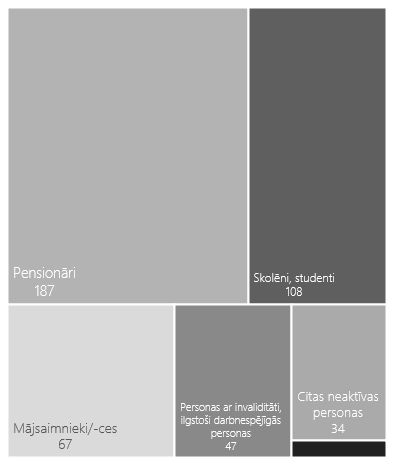 Pensionāri
187
Skolēni, studenti
108
Mājsaimnieki/-ces
67
Personas ar invaliditāti,
ilgstoši darbnespējīgās
personas
47
Citas neaktīvas
personas
34